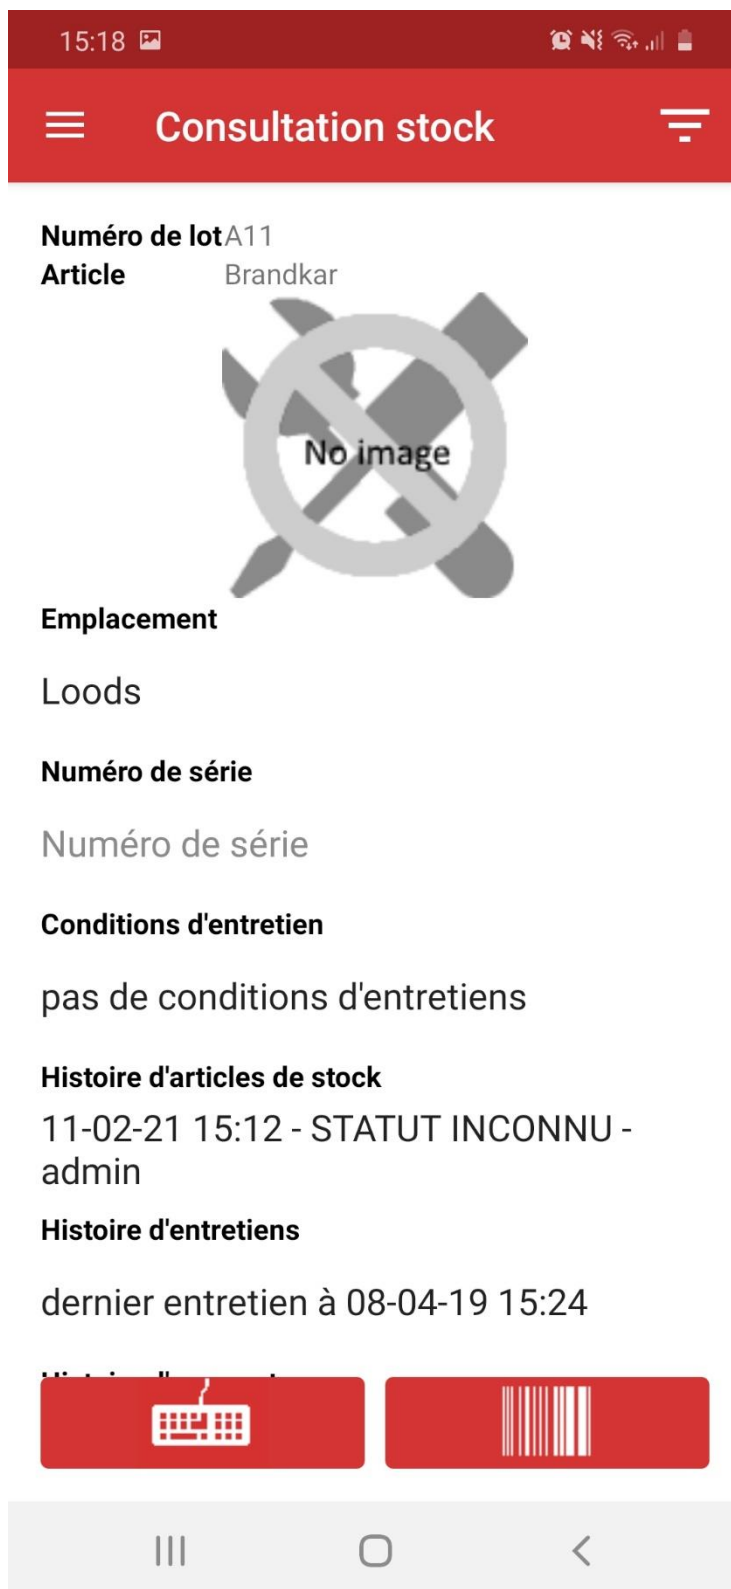 15:18
Consultation stock
Numéro de lot A11
Article Brandkar
No image
Emplacement
Loods
Numéro de série
Numéro de série
Conditions d'entretien
pas de conditions d'entretiens
Histoire d'articles de stock
11-02-21 15:12 - STATUT INCONNU -
admin
Histoire d'entretiens
dernier entretien à 08-04-19 15:24